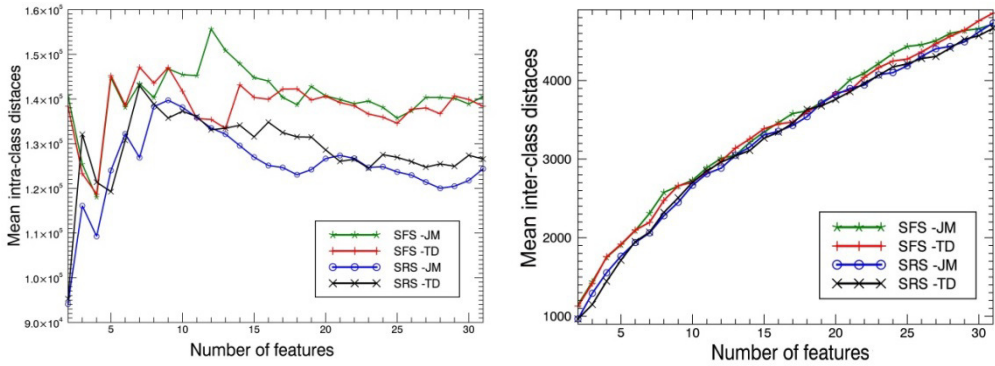 Mean intra-class distaces
1.6×10⁵
1.5×10⁵
1.4×10⁵
1.3×10⁵
1.2×10⁵
1.1×10⁵
1.0×10⁵
9.0×10⁴
5 10 15 20 25 30
Number of features
SFS -JM
SFS -TD
SRS -JM
SRS -TD
Mean inter-class distaces
4000
3000
2000
1000
5 10 15 20 25 30
Number of features
SFS -JM
SFS -TD
SRS -JM
SRS -TD